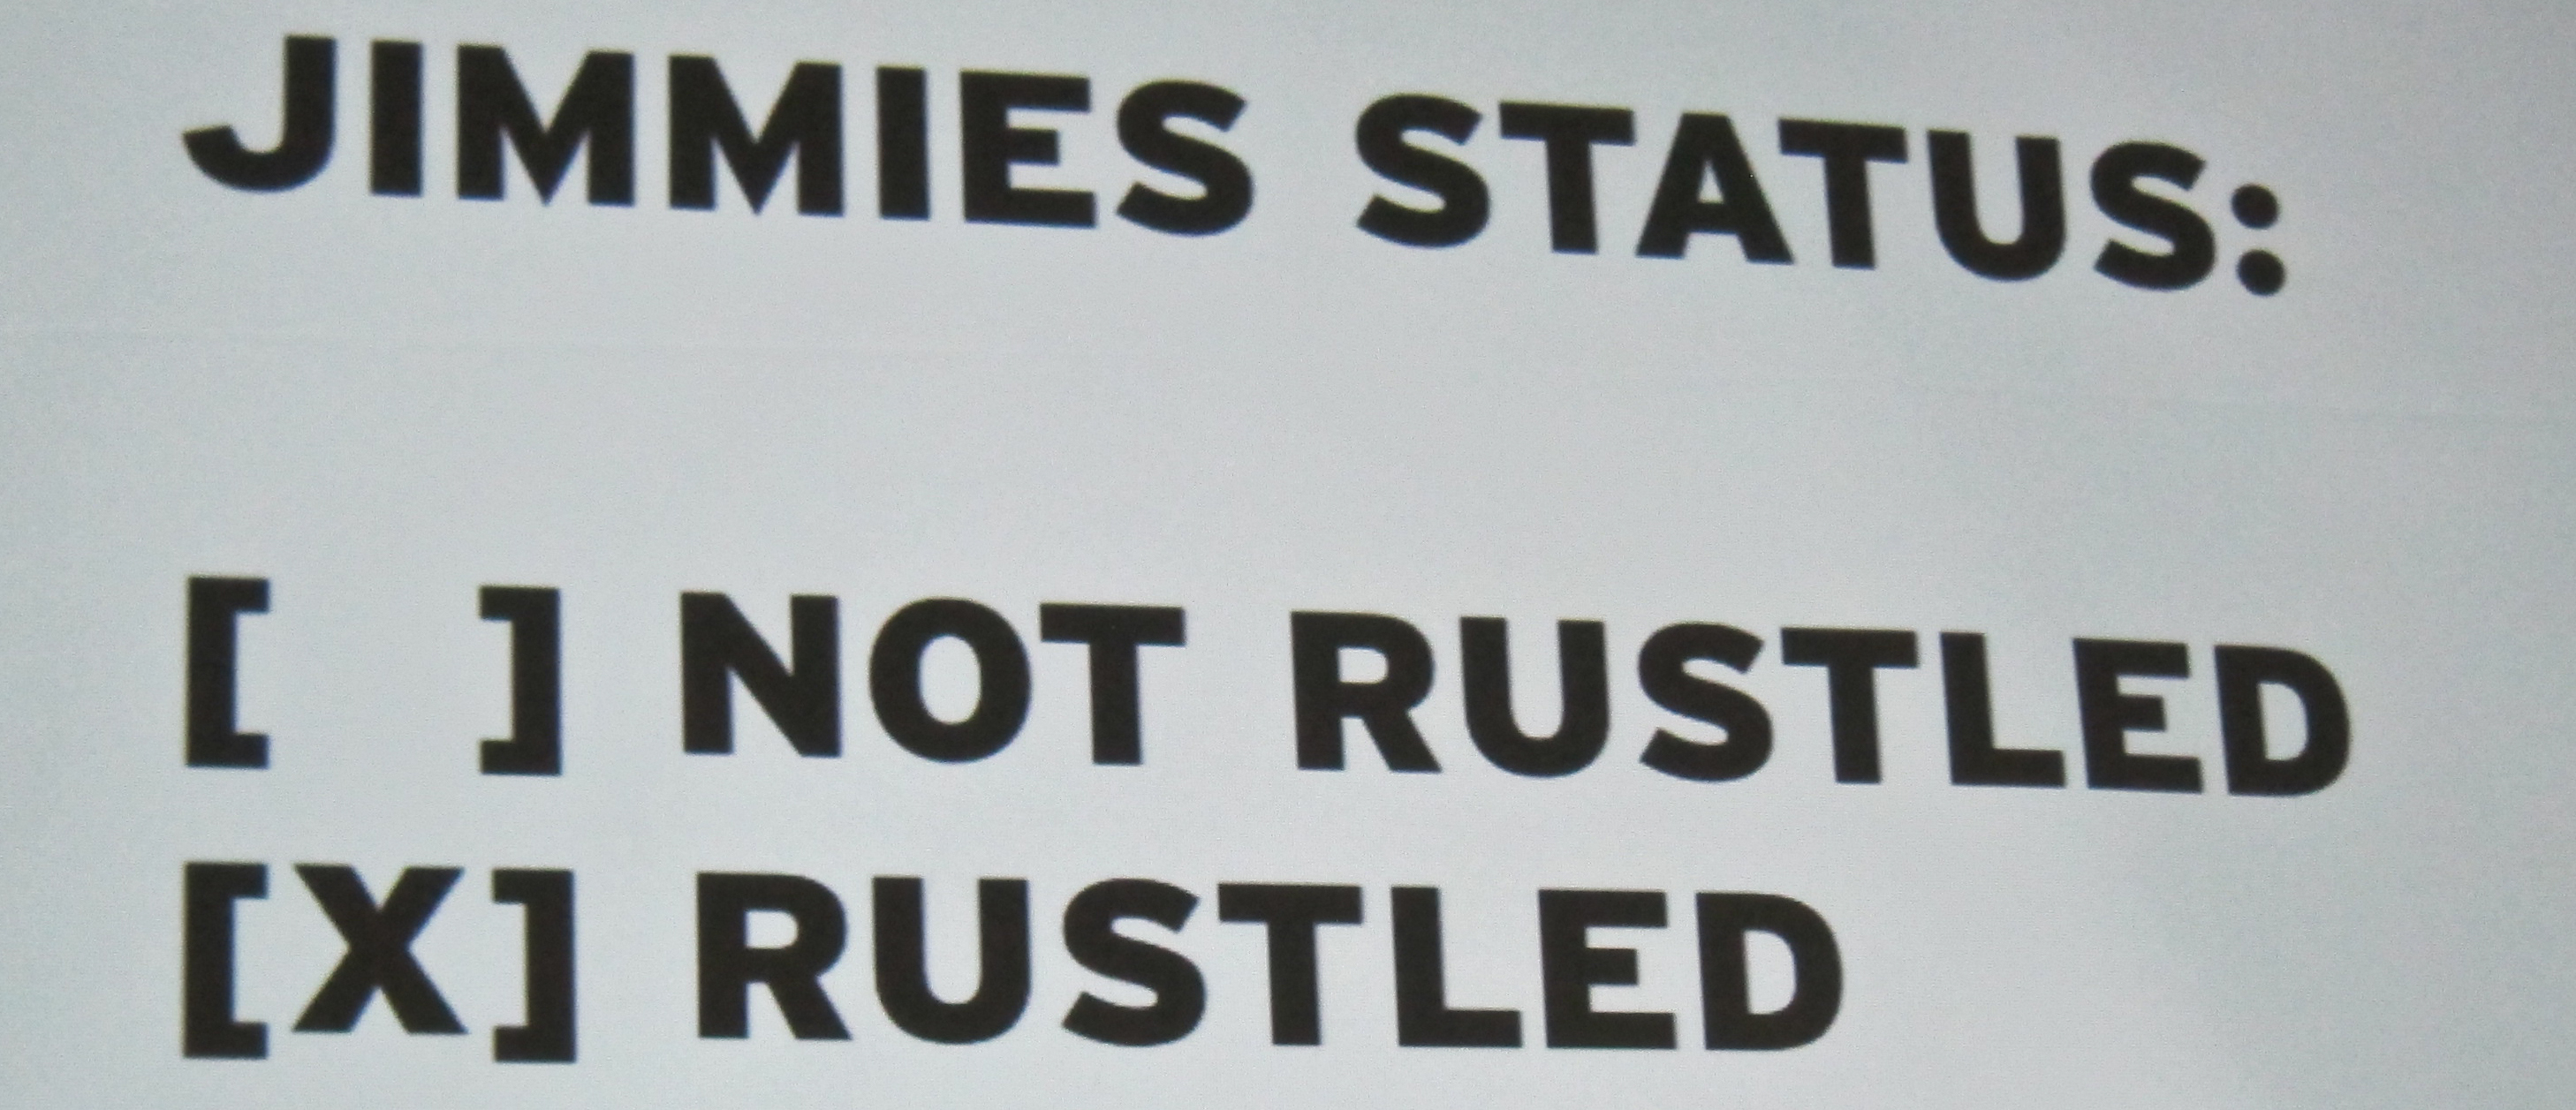 JIMMIES STATUS:
[ ] NOT RUSTLED
[X] RUSTLED